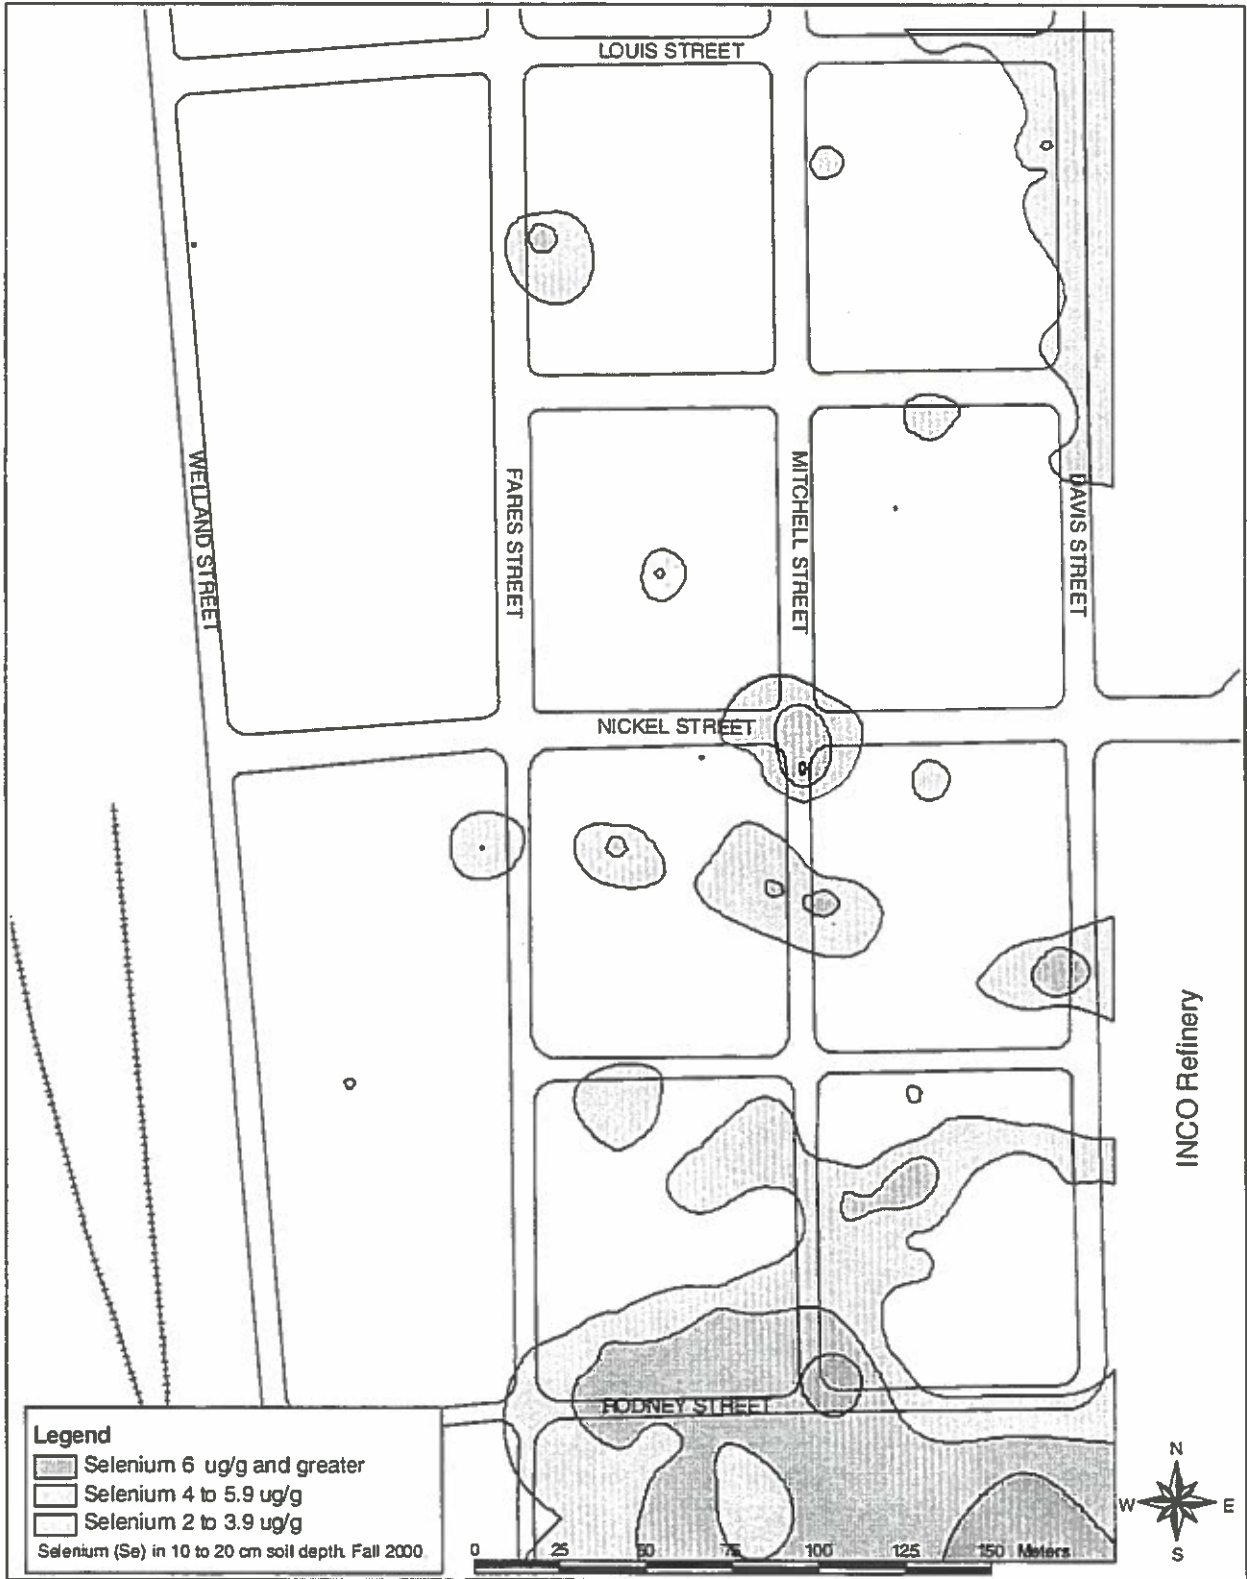 LOUIS STREET
WELLAND STREET
FARES STREET
MITCHELL STREET
DAVIS STREET
NICKEL STREET
INCO Refinery
RODNEY STREET
Legend
Selenium 6 ug/g and greater
Selenium 4 to 5.9 ug/g
Selenium 2 to 3.9 ug/g
Selenium (Se) in 10 to 20 cm soil depth. Fall 2000
0 25 50 75 100 125 150 Meters
N
W E
S